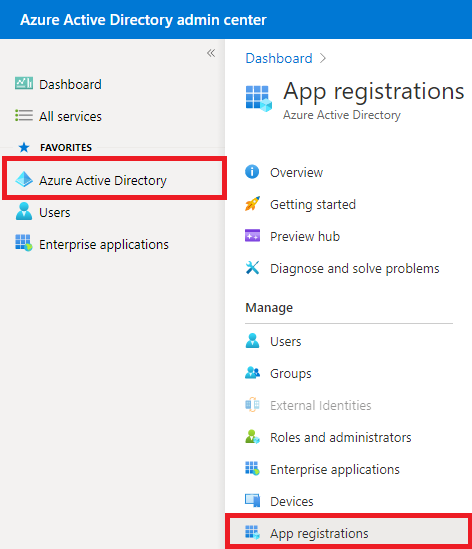 Azure Active Directory admin center
«
Dashboard
All services
FAVORITES
Azure Active Directory
Users
Enterprise applications
Dashboard >
App registrations
Azure Active Directory
Overview
Getting started
Preview hub
Diagnose and solve problems
Manage
Users
Groups
External Identities
Roles and administrators
Enterprise applications
Devices
App registrations